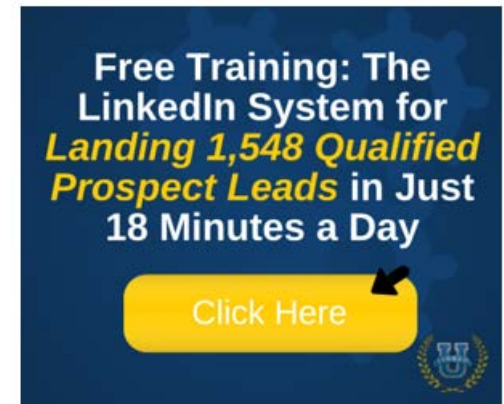 Free Training: The
LinkedIn System for
Landing 1,548 Qualified
Prospect Leads in Just
18 Minutes a Day
Click Here
U